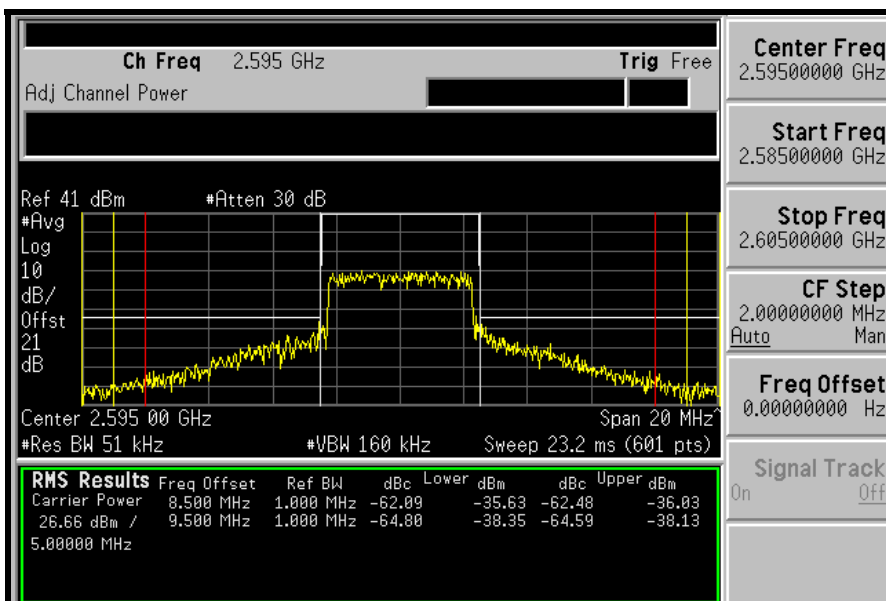 Ch Freq 2.595 GHz Trig Free
Adj Channel Power
Ref 41 dBm #Atten 30 dB
#Avg
Log
10
dB/
Offst
21
dB
Center 2.595 00 GHz Span 20 MHz^
#Res BW 51 kHz #VBW 160 kHz Sweep 23.2 ms (601 pts)
RMS Results Freq Offset Ref BW dBc Lower dBm dBc Upper dBm
Carrier Power 8.500 MHz 1.000 MHz -62.09 -35.63 -62.48 -36.03
26.66 dBm / 9.500 MHz 1.000 MHz -64.80 -38.35 -64.59 -38.13
5.00000 MHz
Center Freq
2.59500000 GHz
Start Freq
2.58500000 GHz
Stop Freq
2.60500000 GHz
CF Step
2.00000000 MHz
Auto Man
Freq Offset
0.00000000 Hz
Signal Track
On Off